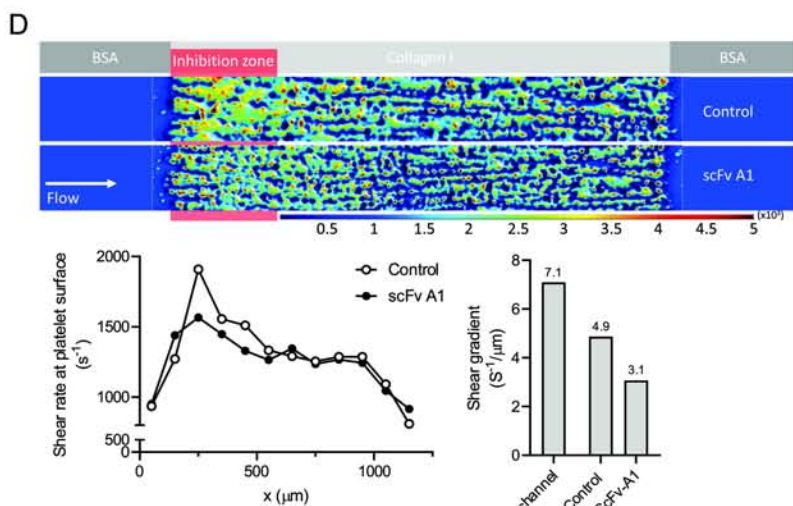 D
BSA
Inhibition zone
Collagen I
BSA
Control
scFv A1
Flow
0.5 1 1.5 2 2.5 3 3.5 4 4.5 5
(x10³)
Shear rate at platelet surface
(s⁻¹)
2000
1500
1000
500
0
0 500 1000
x (μm)
Control
scFv A1
Shear gradient
(S⁻¹/μm)
8
6
4
2
0
7.1
4.9
3.1
Control
scFv-A1